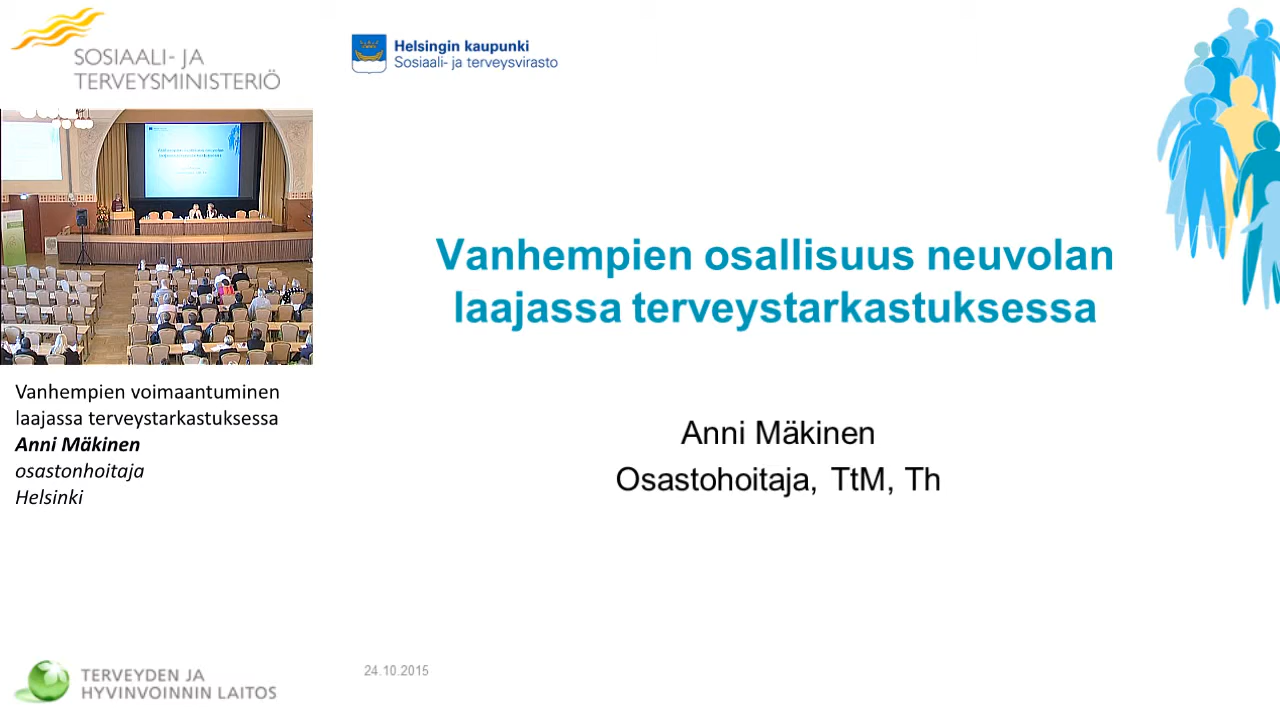 SOSIAALI- JA
TERVEYSMINISTERIÖ
Helsingin kaupunki
Sosiaali- ja terveysvirasto
Vanhempien osallisuus neuvolan
laajassa terveystarkastuksessa
Anni Mäkinen
Osastohoitaja, TtM, Th
Vanhempien voimaantuminen
laajassa terveystarkastuksessa
Anni Mäkinen
osastonhoitaja
Helsinki
TERVEYDEN JA
HYVINVOINNIN LAITOS
24.10.2015